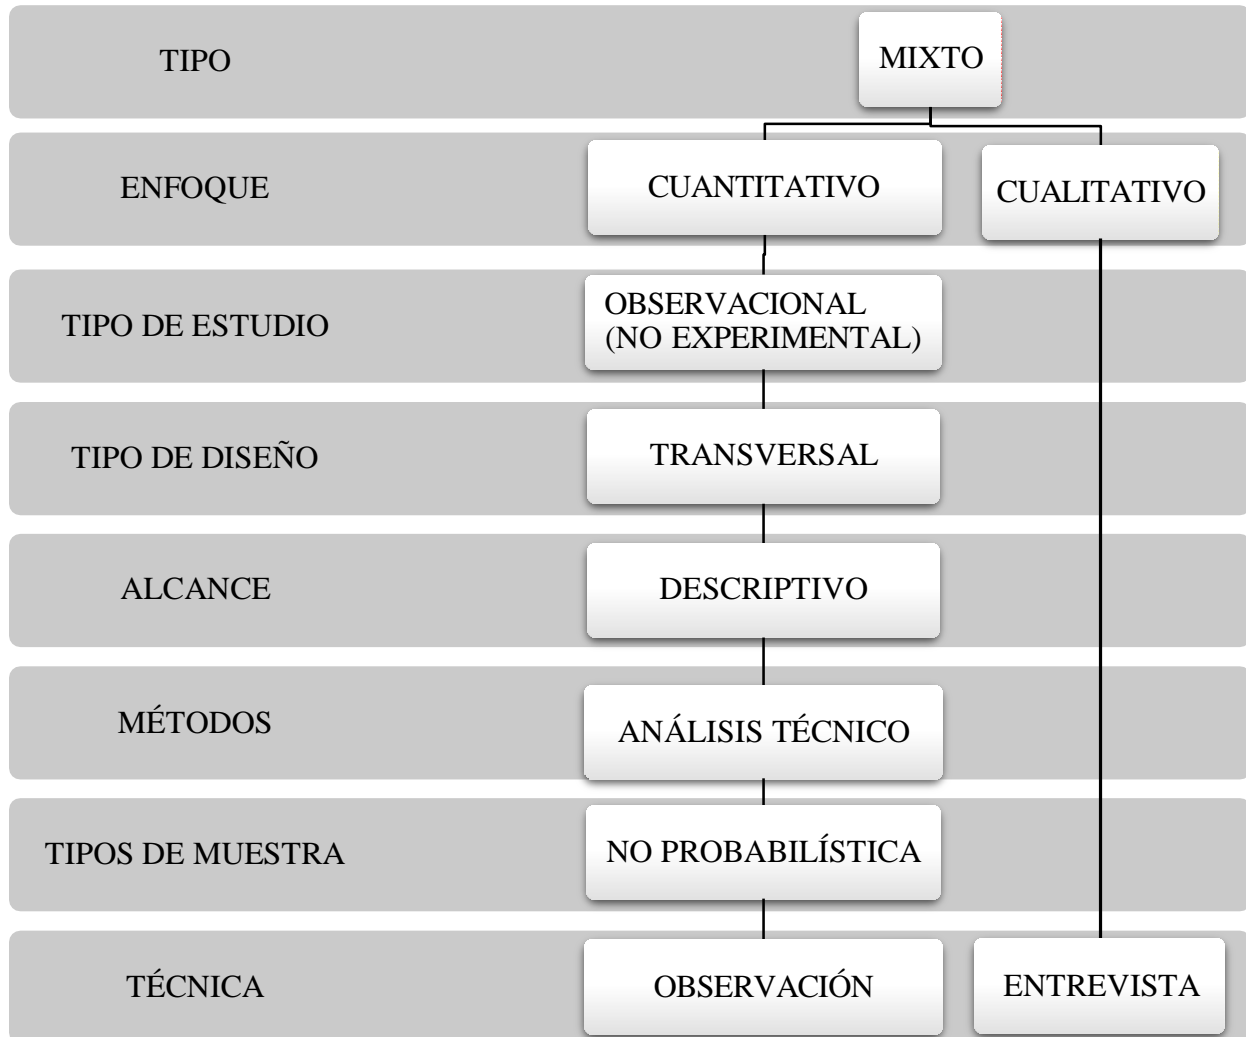 TIPO
MIXTO
ENFOQUE
CUANTITATIVO
CUALITATIVO
TIPO DE ESTUDIO
OBSERVACIONAL
(NO EXPERIMENTAL)
TIPO DE DISEÑO
TRANSVERSAL
ALCANCE
DESCRIPTIVO
MÉTODOS
ANÁLISIS TÉCNICO
TIPOS DE MUESTRA
NO PROBABILÍSTICA
TÉCNICA
OBSERVACIÓN
ENTREVISTA